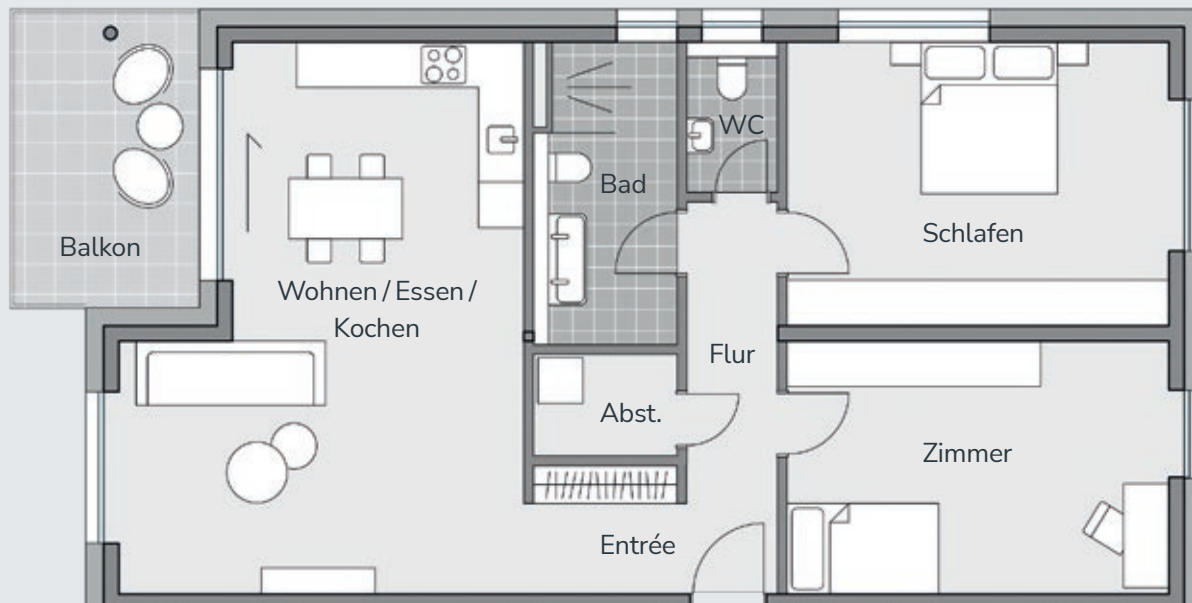 WC
Bad
Schlafen
Balkon
Wohnen / Essen /
Kochen
Flur
Abst.
Zimmer
Entrée